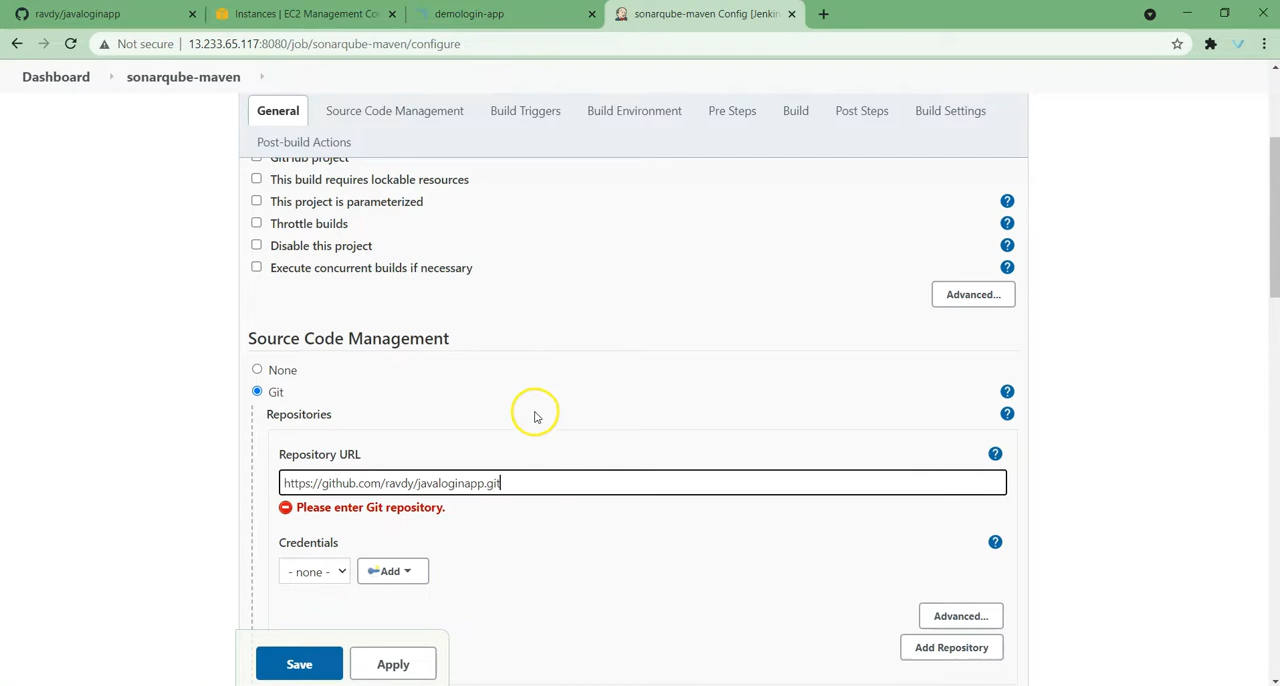 ravdy/javaloginapp
Instances | EC2 Management Co
demologin-app
sonarqube-maven Config [Jenkin
Not secure | 13.233.65.117:8080/job/sonarqube-maven/configure
Dashboard sonarqube-maven
General Source Code Management Build Triggers Build Environment Pre Steps Build Post Steps Build Settings
Post-build Actions
GitHub project
This build requires lockable resources
This project is parameterized
Throttle builds
Disable this project
Execute concurrent builds if necessary
Advanced...
Source Code Management
None
Git
Repositories
Repository URL
https://github.com/ravdy/javaloginapp.git
Please enter Git repository.
Credentials
- none - Add
Advanced...
Add Repository
Save Apply